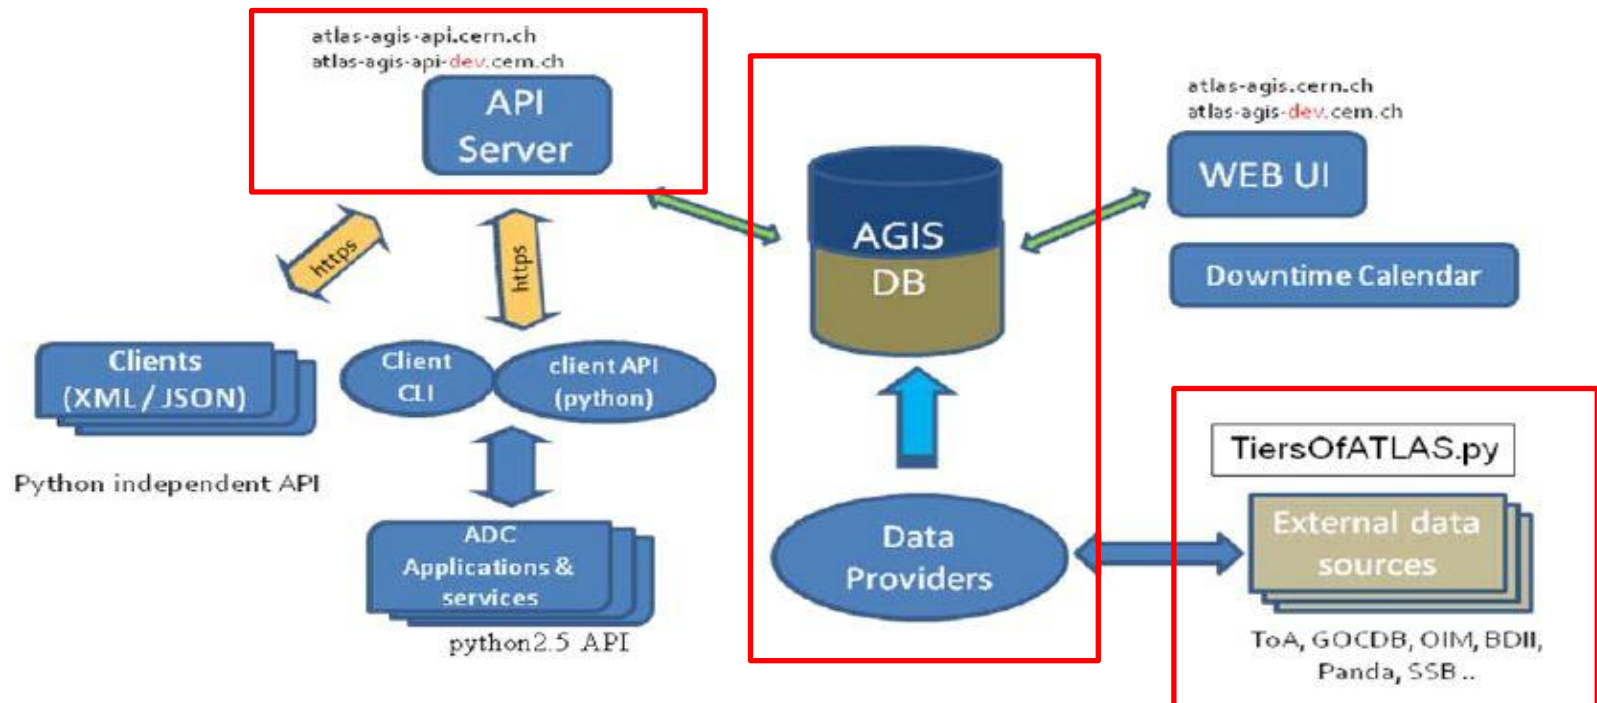 atlas-agis-api.cern.ch
atlas-agis-api-dev.cern.ch
API
Server
https
https
Clients
(XML / JSON)
Python independent API
Client
CLI
client API
(python)
ADC
Applications &
services
python2.5 API
AGIS
DB
Data
Providers
atlas-agis.cern.ch
atlas-agis-dev.cern.ch
WEB UI
Downtime Calendar
TiersOfATLAS.py
External data
sources
ToA, GOCDB, OIM, BDII,
Panda, SSB ..